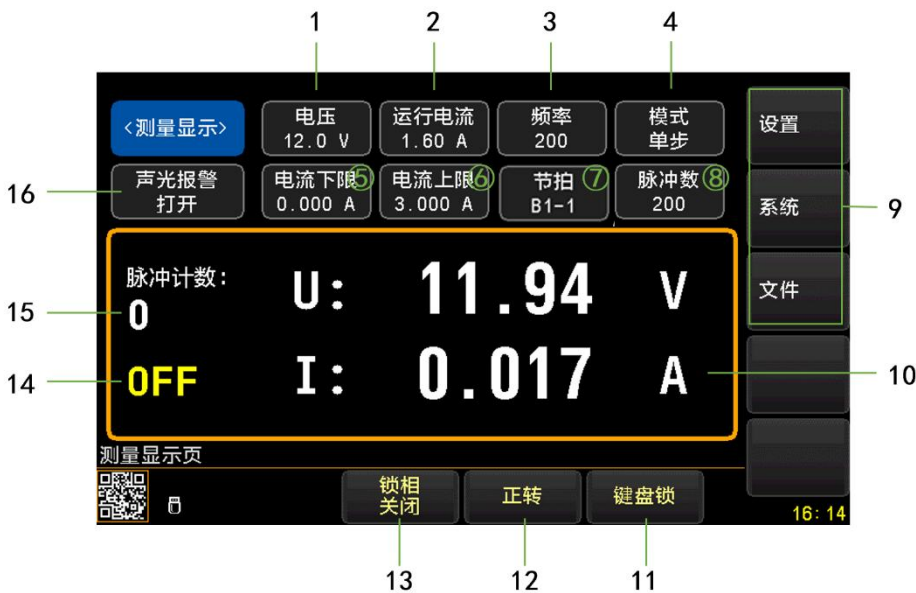 1 2 3 4
<测量显示> 电压 运行电流 频率 模式 设置
12.0 V 1.60 A 200 单步
声光报警 电流下限⑤ 电流上限⑥ 节拍⑦ 脉冲数⑧ 系统
打开 0.000 A 3.000 A B1-1 200
16 9
脉冲计数: U: 11.94 V 文件
0
15
OFF I: 0.017 A
14 10
测量显示页
锁相 正转 键盘锁
关闭
16:14
13 12 11